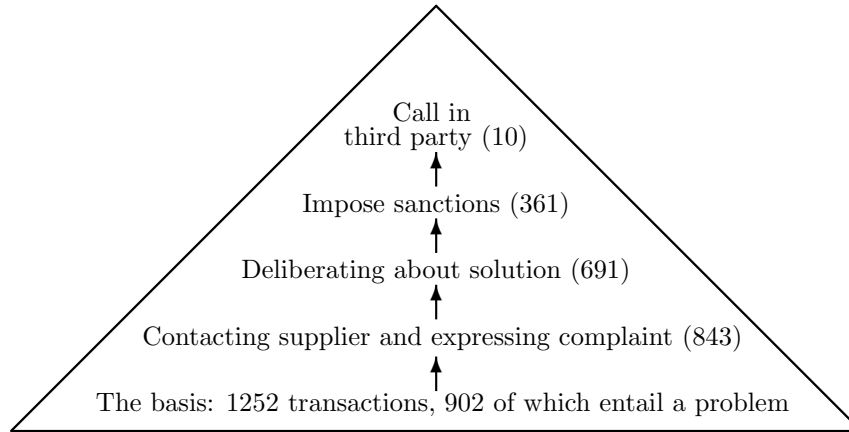 Call in
third party (10)
Impose sanctions (361)
Deliberating about solution (691)
Contacting supplier and expressing complaint (843)
The basis: 1252 transactions, 902 of which entail a problem